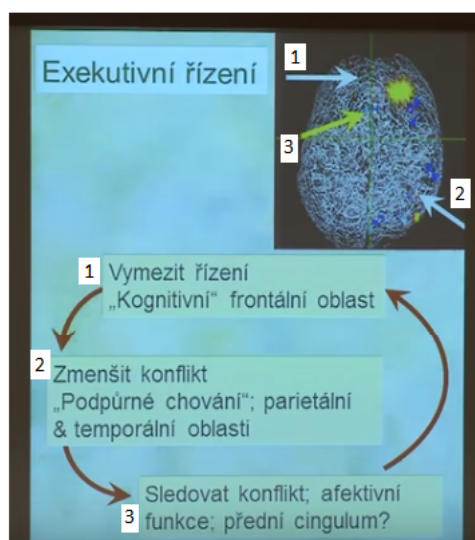 Exekutivní řízení
1
3
2
1
Vymezit řízení
„Kognitivní“ frontální oblast
2
Zmenšit konflikt
„Podpůrné chování“; parietální
& temporální oblasti
Sledovat konflikt; afektivní
3
funkce; přední cingulum?